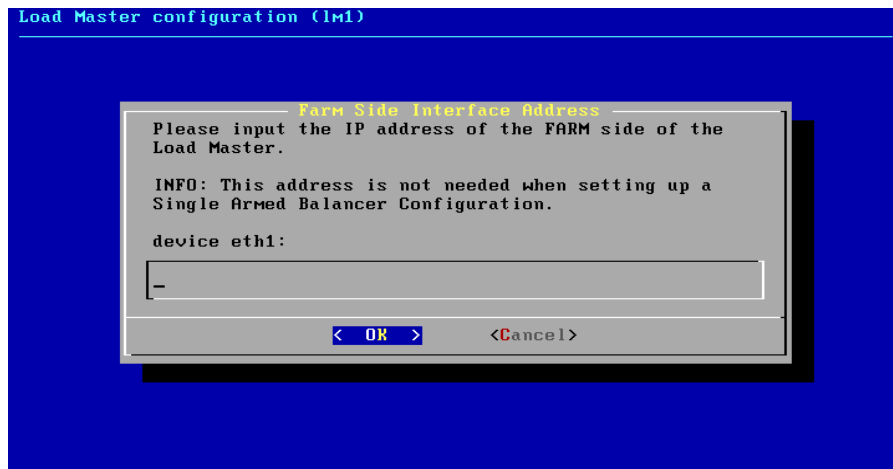 Load Master configuration (lm1)
Farm Side Interface Address
Please input the IP address of the FARM side of the
Load Master.
INFO: This address is not needed when setting up a
Single Armed Balancer Configuration.
device eth1:
_
< OK > <Cancel>